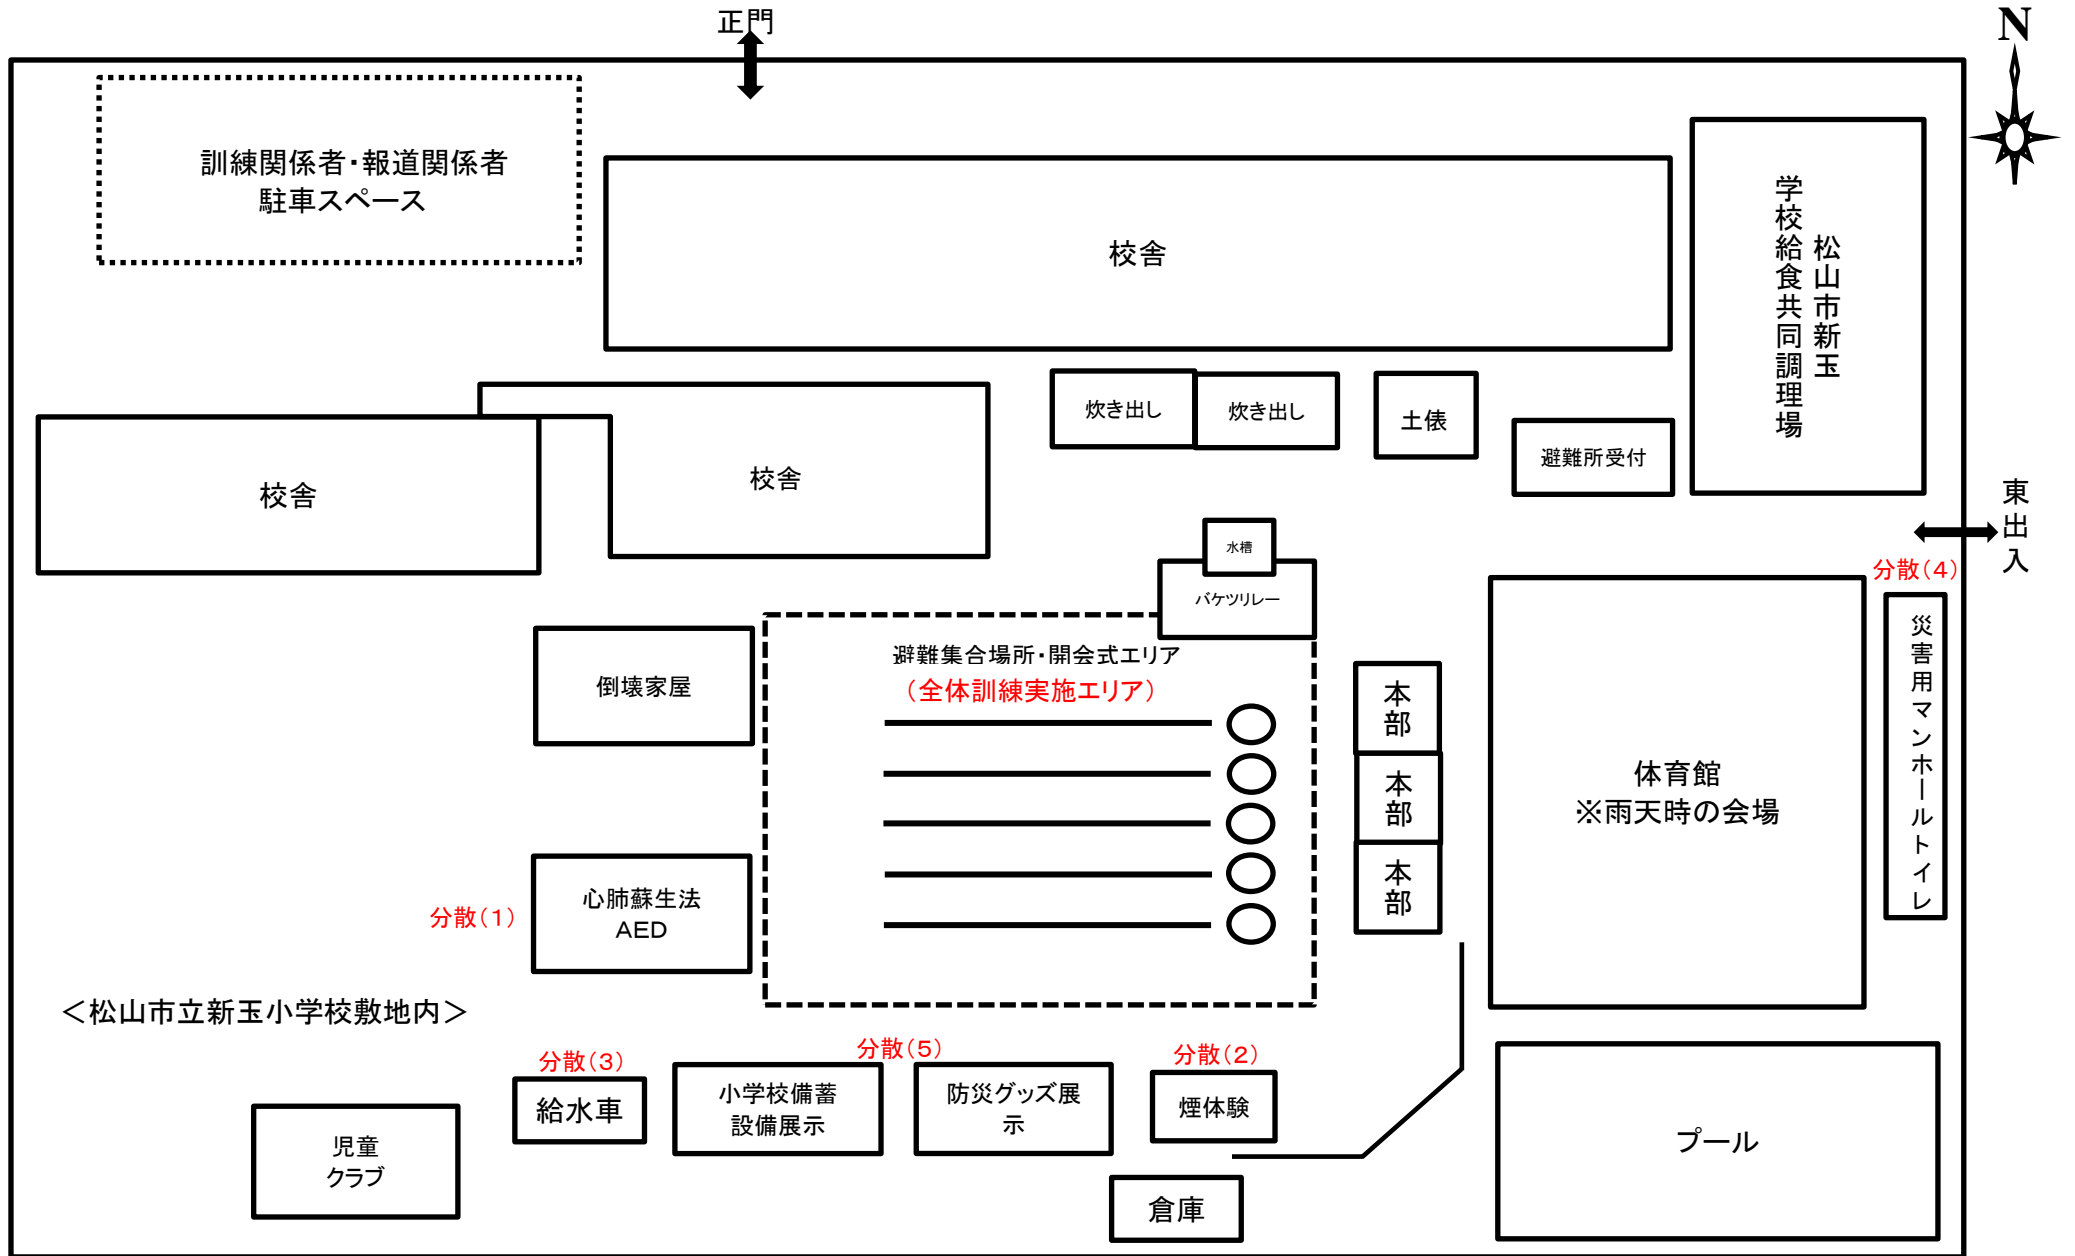 正門
N
訓練関係者・報道関係者
駐車スペース
校舎
松山市新玉
学校給食共同調理場
炊き出し
炊き出し
土俵
避難所受付
校舎
校舎
東出入
水槽
バケツリレー
分散(4)
災害用マンホールトイレ
避難集合場所・開会式エリア
(全体訓練実施エリア)
倒壊家屋
本部
本部
本部
体育館
※雨天時の会場
分散(1)
心肺蘇生法
AED
<松山市立新玉小学校敷地内>
分散(3)
分散(5)
分散(2)
給水車
小学校備蓄
設備展示
防災グッズ展
示
煙体験
児童
クラブ
プール
倉庫